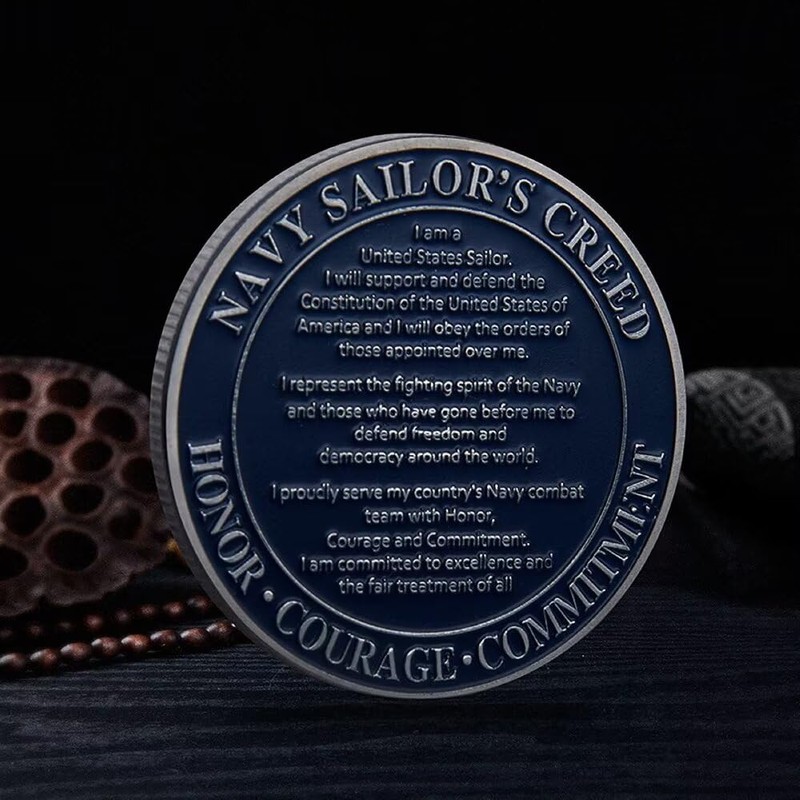 NAVY SAILOR'S CREED
I am a
United States Sailor.
I will support and defend the
Constitution of the United States of
America and I will obey the orders of
those appointed over me.
I represent the fighting spirit of the Navy
and those who have gone before me to
defend freedom and
democracy around the world.
I proudly serve my country's Navy combat
team with Honor,
Courage and Commitment.
I am committed to excellence and
the fair treatment of all
HONOR • COURAGE • COMMITMENT